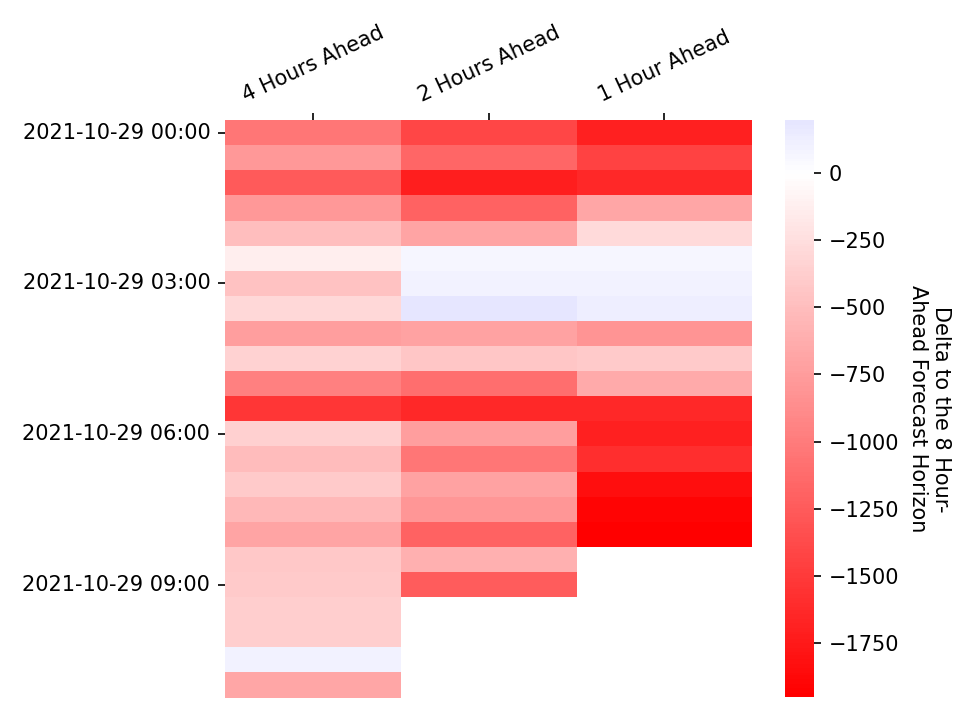 4 Hours Ahead
2 Hours Ahead
1 Hour Ahead
2021-10-29 00:00
2021-10-29 03:00
2021-10-29 06:00
2021-10-29 09:00
0
−250
−500
−750
−1000
−1250
−1500
−1750
Delta to the 8 Hour-
Ahead Forecast Horizon